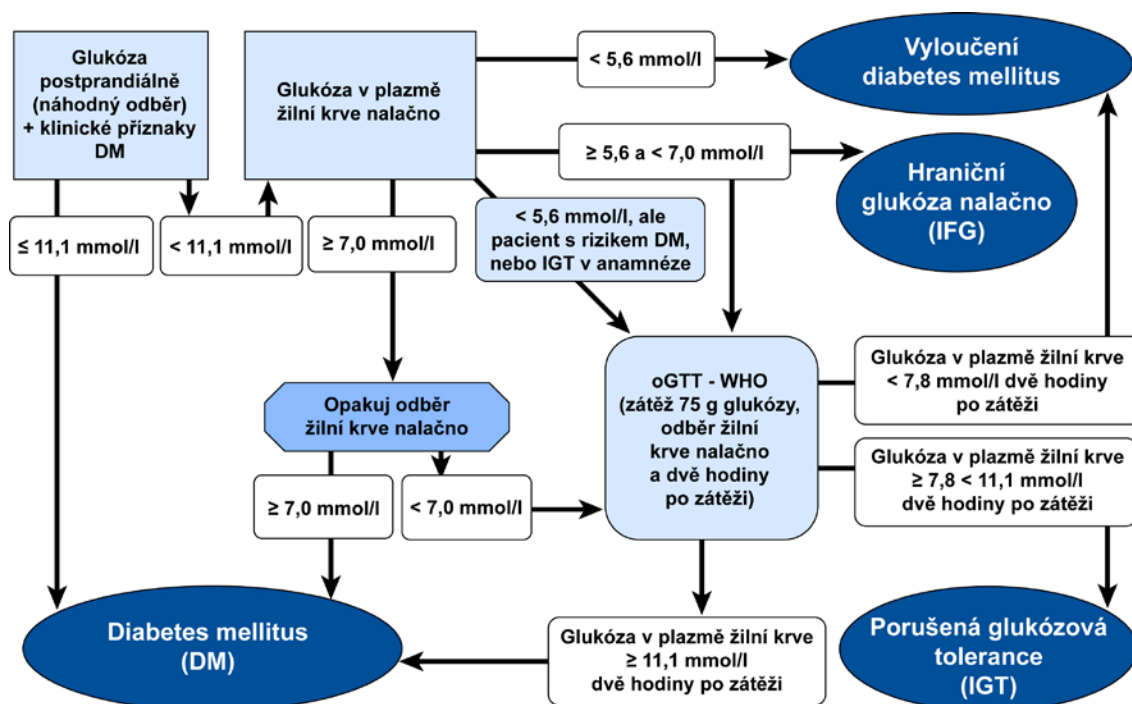 Glukóza
postprandiálně
(náhodný odběr)
+ klinické příznaky
DM
Glukóza v plazmě
žilní krve nalačno
< 5,6 mmol/l
Vyloučení
diabetes mellitus
≥ 5,6 a < 7,0 mmol/l
Hraniční
glukóza nalačno
(IFG)
≤ 11,1 mmol/l
< 11,1 mmol/l
≥ 7,0 mmol/l
< 5,6 mmol/l, ale
pacient s rizikem DM,
nebo IGT v anamnéze
Opakuj odběr
žilní krve nalačno
≥ 7,0 mmol/l
< 7,0 mmol/l
oGTT - WHO
(zátěž 75 g glukózy,
odběr žilní
krve nalačno
a dvě hodiny
po zátěži)
Glukóza v plazmě žilní krve
< 7,8 mmol/l dvě hodiny
po zátěži
Glukóza v plazmě žilní krve
≥ 7,8 < 11,1 mmol/l
dvě hodiny po zátěži
Diabetes mellitus
(DM)
Glukóza v plazmě žilní krve
≥ 11,1 mmol/l
dvě hodiny po zátěži
Porušená glukózová
tolerance
(IGT)